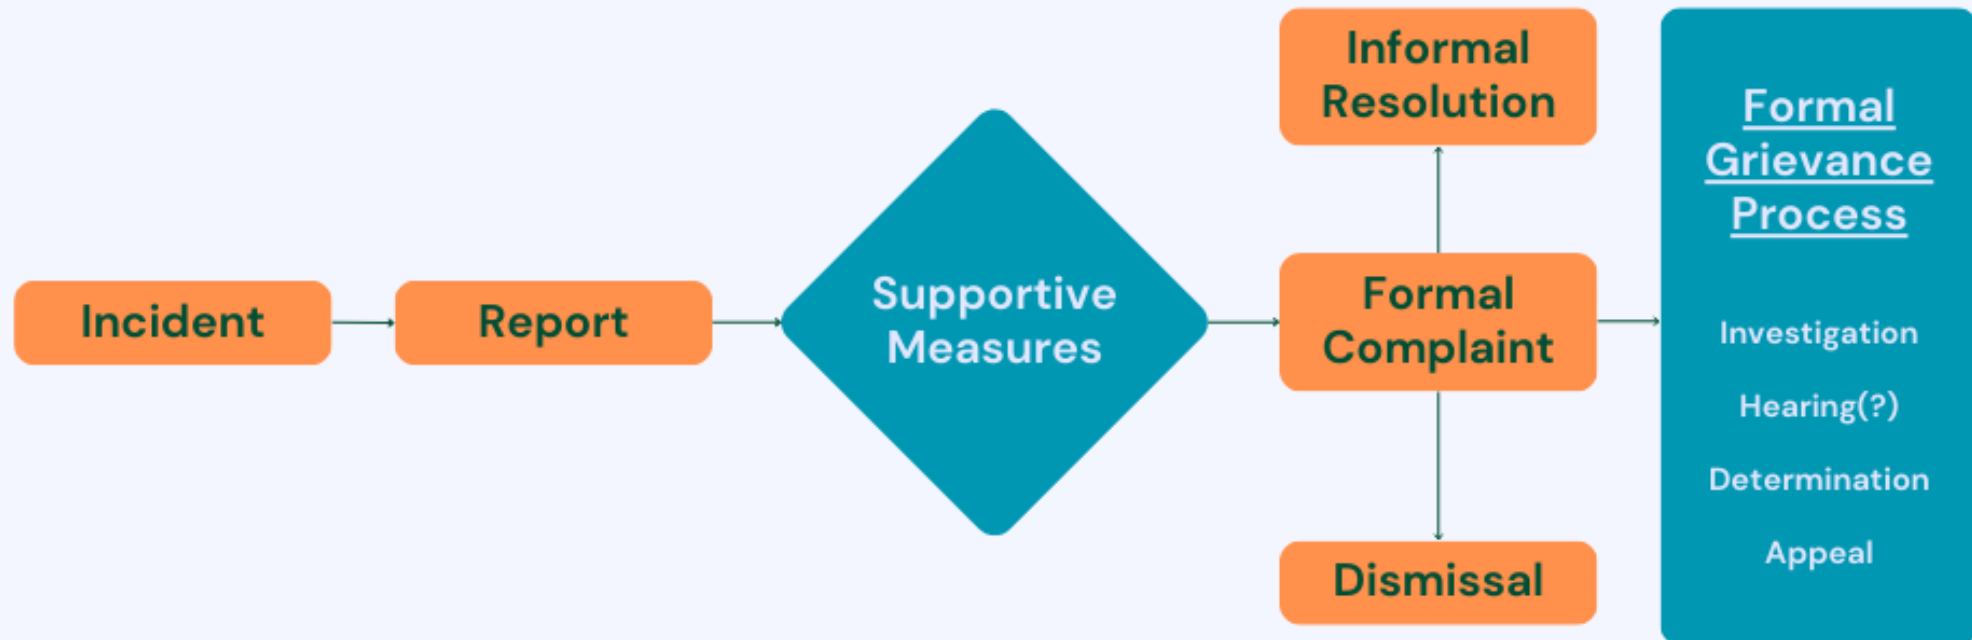 Incident
Report
Supportive
Measures
Informal
Resolution
Formal
Complaint
Dismissal
Formal
Grievance
Process
Investigation
Hearing(?)
Determination
Appeal